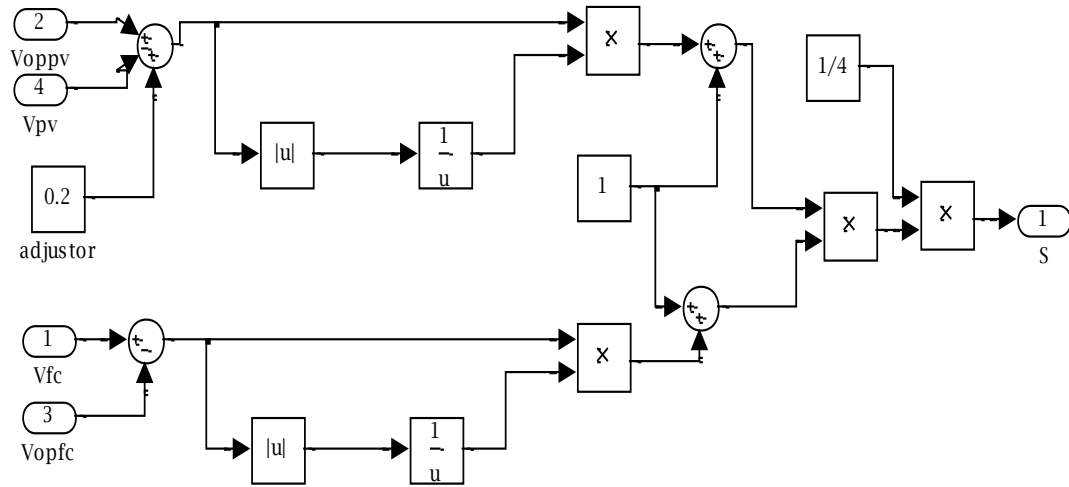 2
Voppv
4
Vpv
0.2
adjustor
+
-
+
|u|
1
u
x
+
+
1/4
1
x
x
1
S
1
Vfc
3
Vopfc
+
-
|u|
1
u
x
+
+